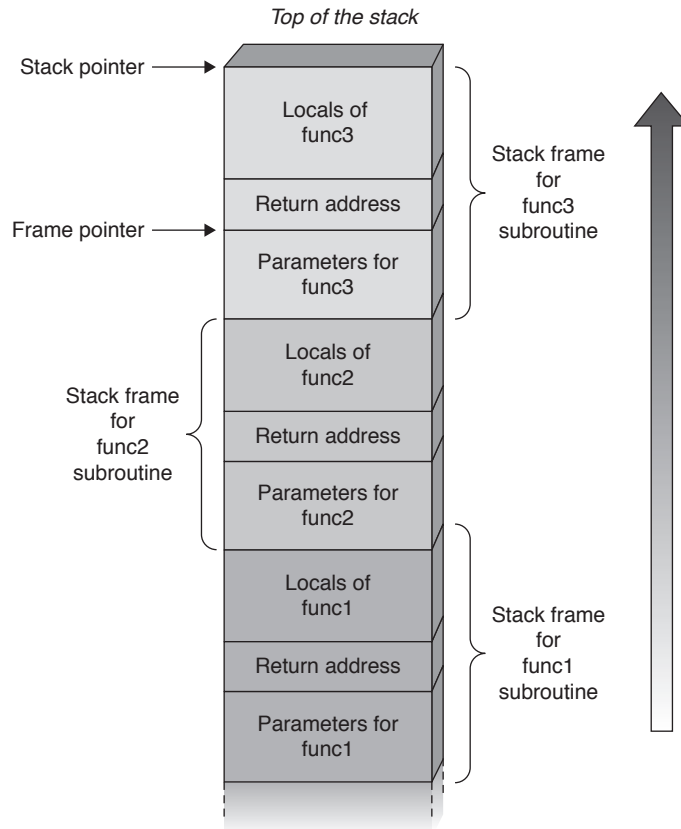 Top of the stack
Stack pointer
Locals of
func3
Return address
Stack frame
for
func3
subroutine
Frame pointer
Parameters for
func3
Locals of
func2
Stack frame
for
func2
subroutine
Return address
Parameters for
func2
Locals of
func1
Stack frame
for
func1
subroutine
Return address
Parameters for
func1